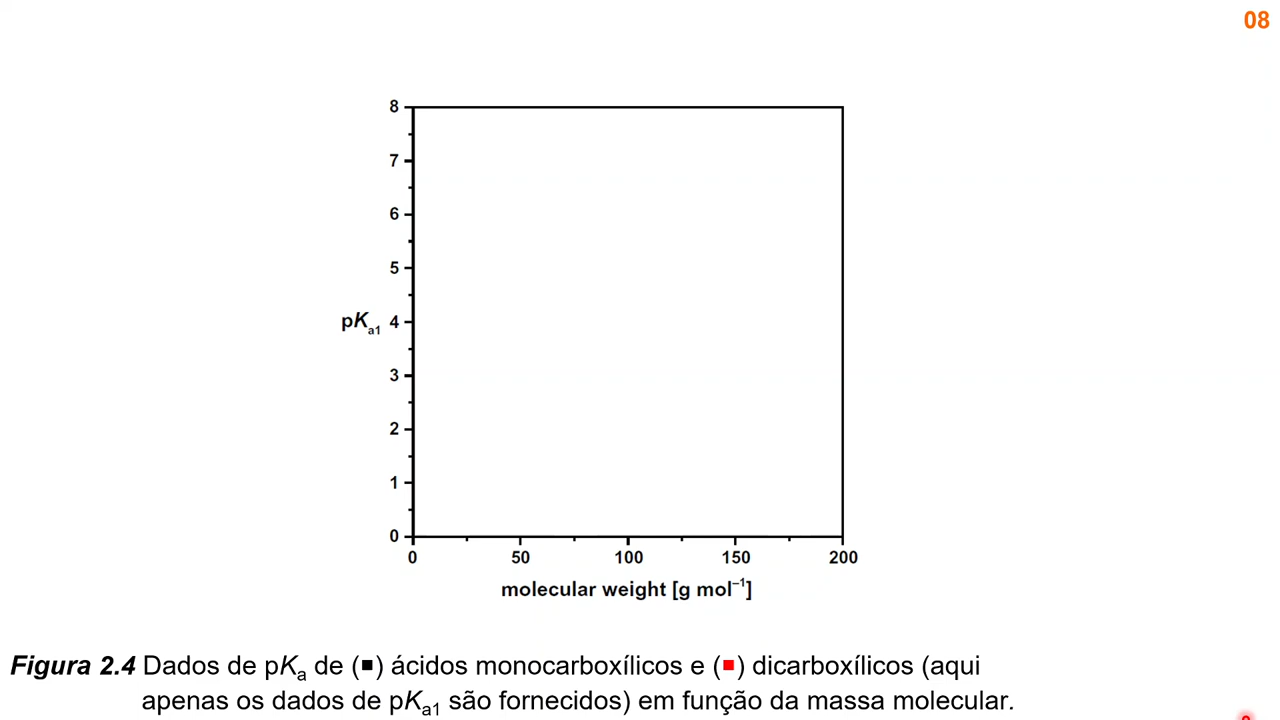 08
8
7
6
5
pKa1 4
3
2
1
0
0 50 100 150 200
molecular weight [g mol⁻¹]
Figura 2.4 Dados de pKa de (■) ácidos monocarboxílicos e (■) dicarboxílicos (aqui
apenas os dados de pKa1 são fornecidos) em função da massa molecular.